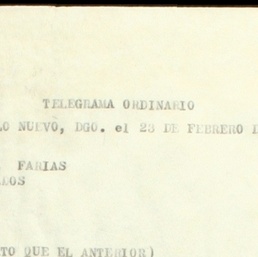 TELEGRAMA ORDINARIO
LO NUEVO, DGO. el 23 DE FEBRERO D
FARIAS
LOS
TO QUE EL ANTERIOR)